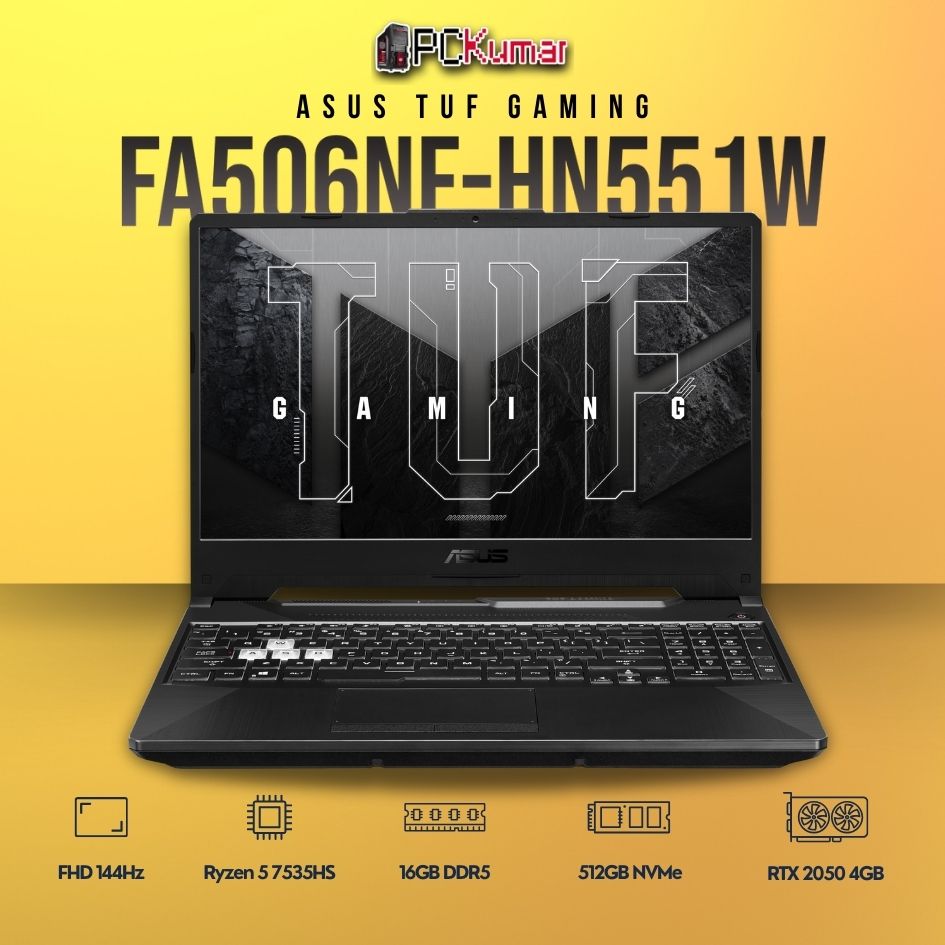 PCKumar
ASUS TUF GAMING
FA506NF-HN551W
TUF
GAMING
ASUS
FHD 144Hz
Ryzen 5 7535HS
16GB DDR5
512GB NVMe
RTX 2050 4GB